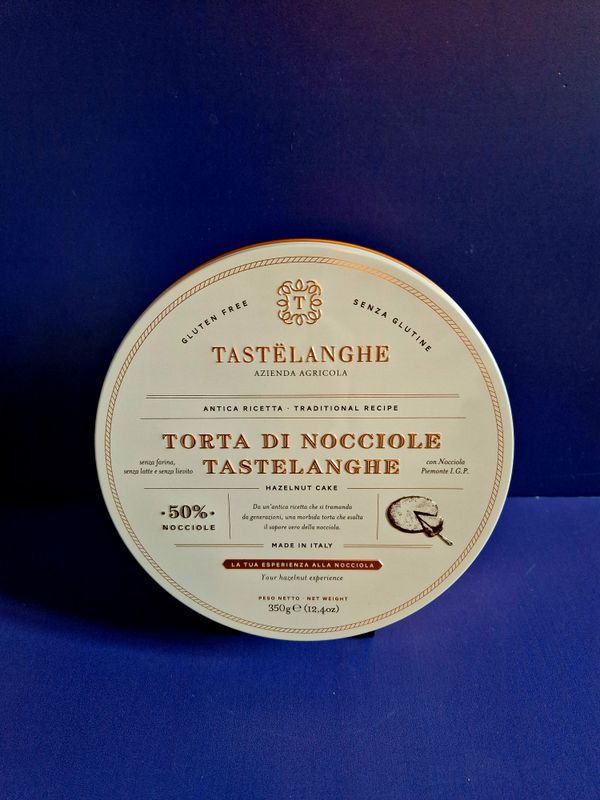 T
GLUTEN FREE
SENZA GLUTINE
TASTËLANGHE
AZIENDA AGRICOLA
ANTICA RICETTA · TRADITIONAL RECIPE
TORTA DI NOCCIOLE
TASTELANGHE
senza farina,
senza latte e senza lievito
con Nocciola
Piemonte I.G.P.
HAZELNUT CAKE
·50%·
NOCCIOLE
Da un'antica ricetta che si tramanda
da generazioni, una morbida torta che esalta
il sapore vero della nocciola.
MADE IN ITALY
LA TUA ESPERIENZA ALLA NOCCIOLA
Your hazelnut experience
PESO NETTO · NET WEIGHT
350g ℮ (12,4oz)